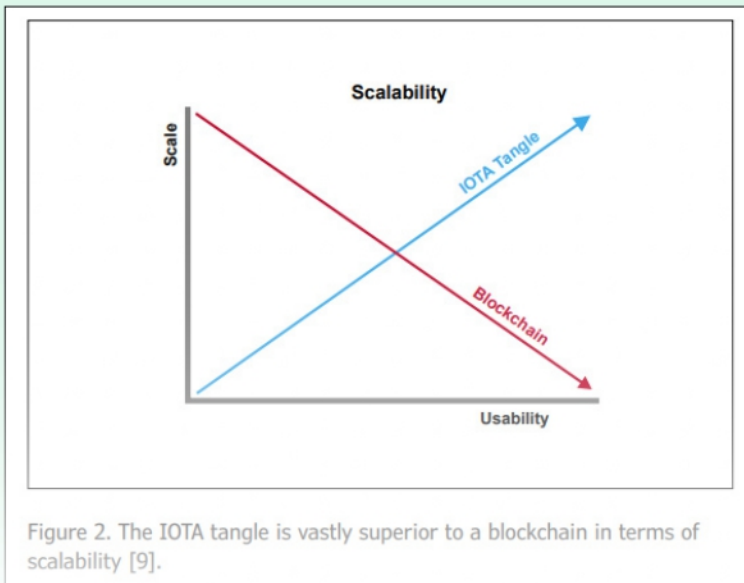 Scalability
Scale
IOTA Tangle
Blockchain
Usability
Figure 2. The IOTA tangle is vastly superior to a blockchain in terms of
scalability [9].